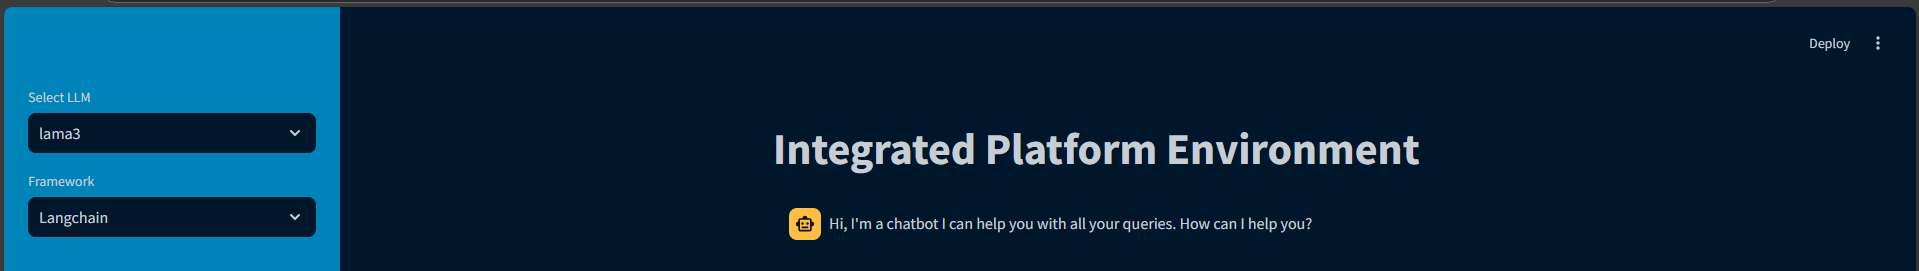 Deploy
Select LLM
lama3
Framework
Langchain
Integrated Platform Environment
Hi, I'm a chatbot I can help you with all your queries. How can I help you?